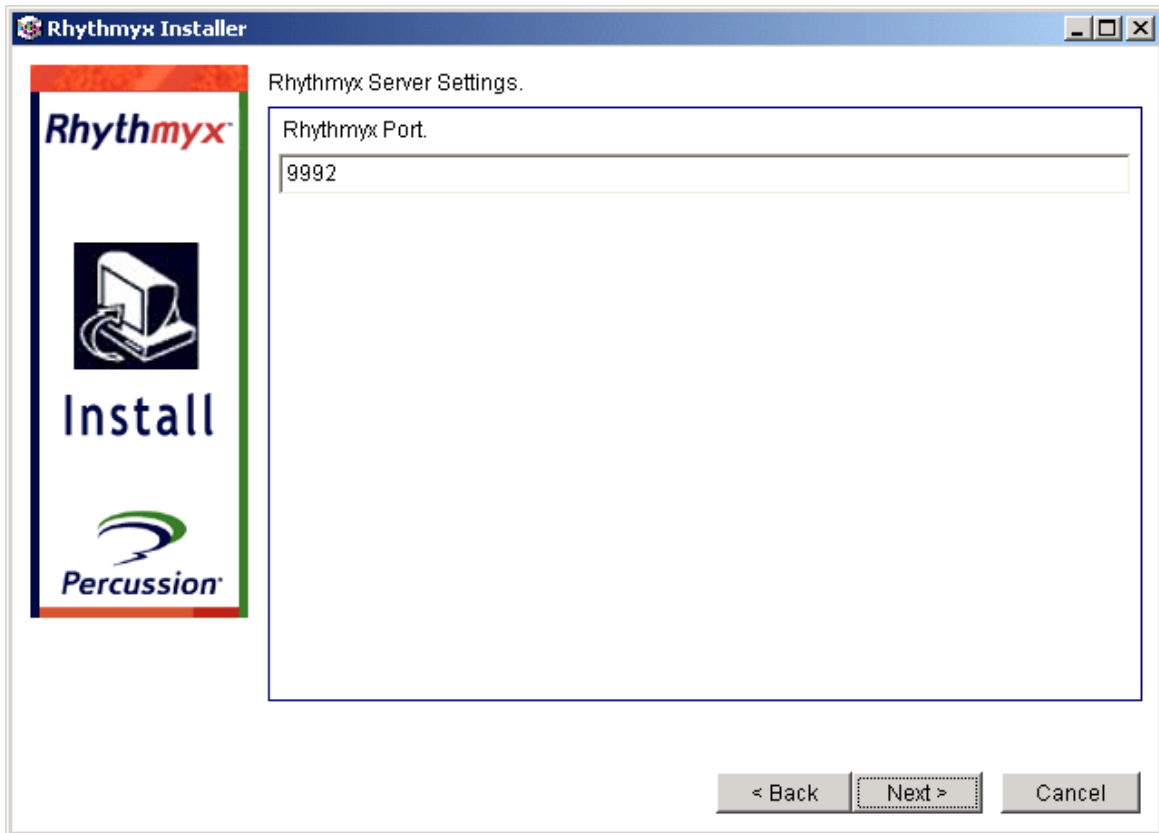 Rhythmyx Installer
Rhythmyx Server Settings.
Rhythmyx
Rhythmyx Port.
9992
Install
Percussion
< Back
Next >
Cancel